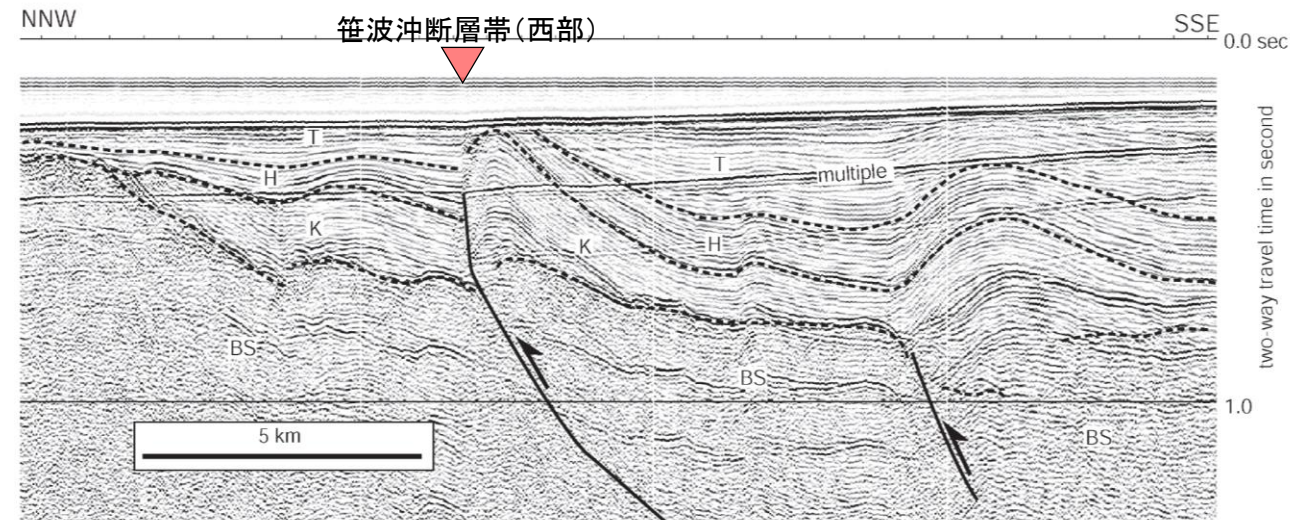 NNW
笹波沖断層帯(西部)
SSE
0.0 sec
T
H
K
T
multiple
K
H
BS
BS
BS
1.0
5 km
two-way travel time in second